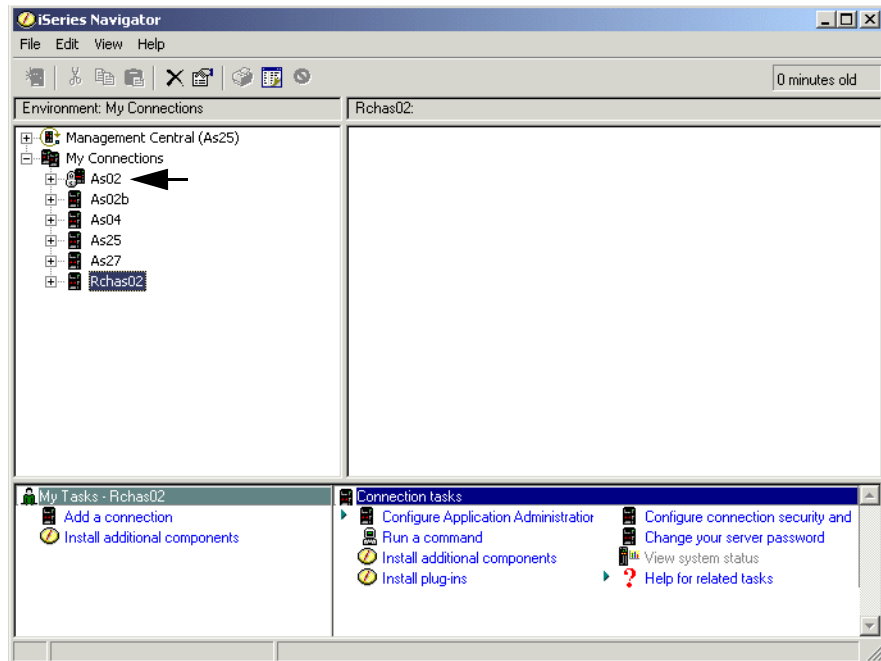 iSeries Navigator
File Edit View Help
0 minutes old
Environment: My Connections
Rchas02:
Management Central (As25)
My Connections
As02
As02b
As04
As25
As27
Rchas02
My Tasks - Rchas02
Add a connection
Install additional components
Connection tasks
Configure Application Administration
Run a command
Install additional components
Install plug-ins
Configure connection security and
Change your server password
View system status
Help for related tasks